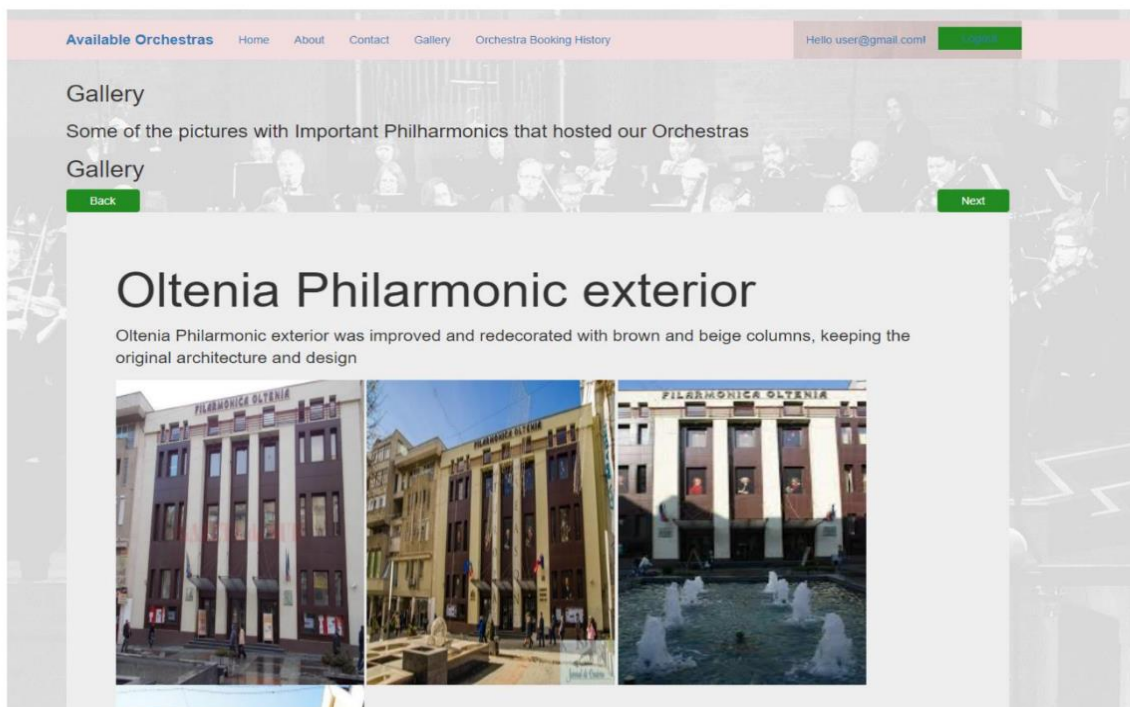 Available Orchestras Home About Contact Gallery Orchestra Booking History Hello user@gmail.com! Logout
Gallery
Some of the pictures with Important Philharmonics that hosted our Orchestras
Gallery
Back Next
Oltenia Philarmonic exterior
Oltenia Philarmonic exterior was improved and redecorated with brown and beige columns, keeping the
original architecture and design
FILARMONICA OLTENIA FILARMONICA OLTENIA FILARMONICA OLTENIA